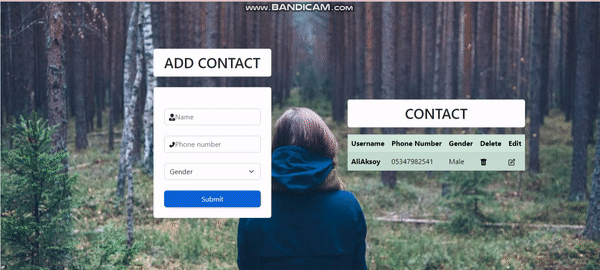 WWW.BANDICAM.COM
ADD CONTACT
Name
Phone number
Gender
Submit
CONTACT
Username Phone Number Gender Delete Edit
AliAksoy 05347982541 Male